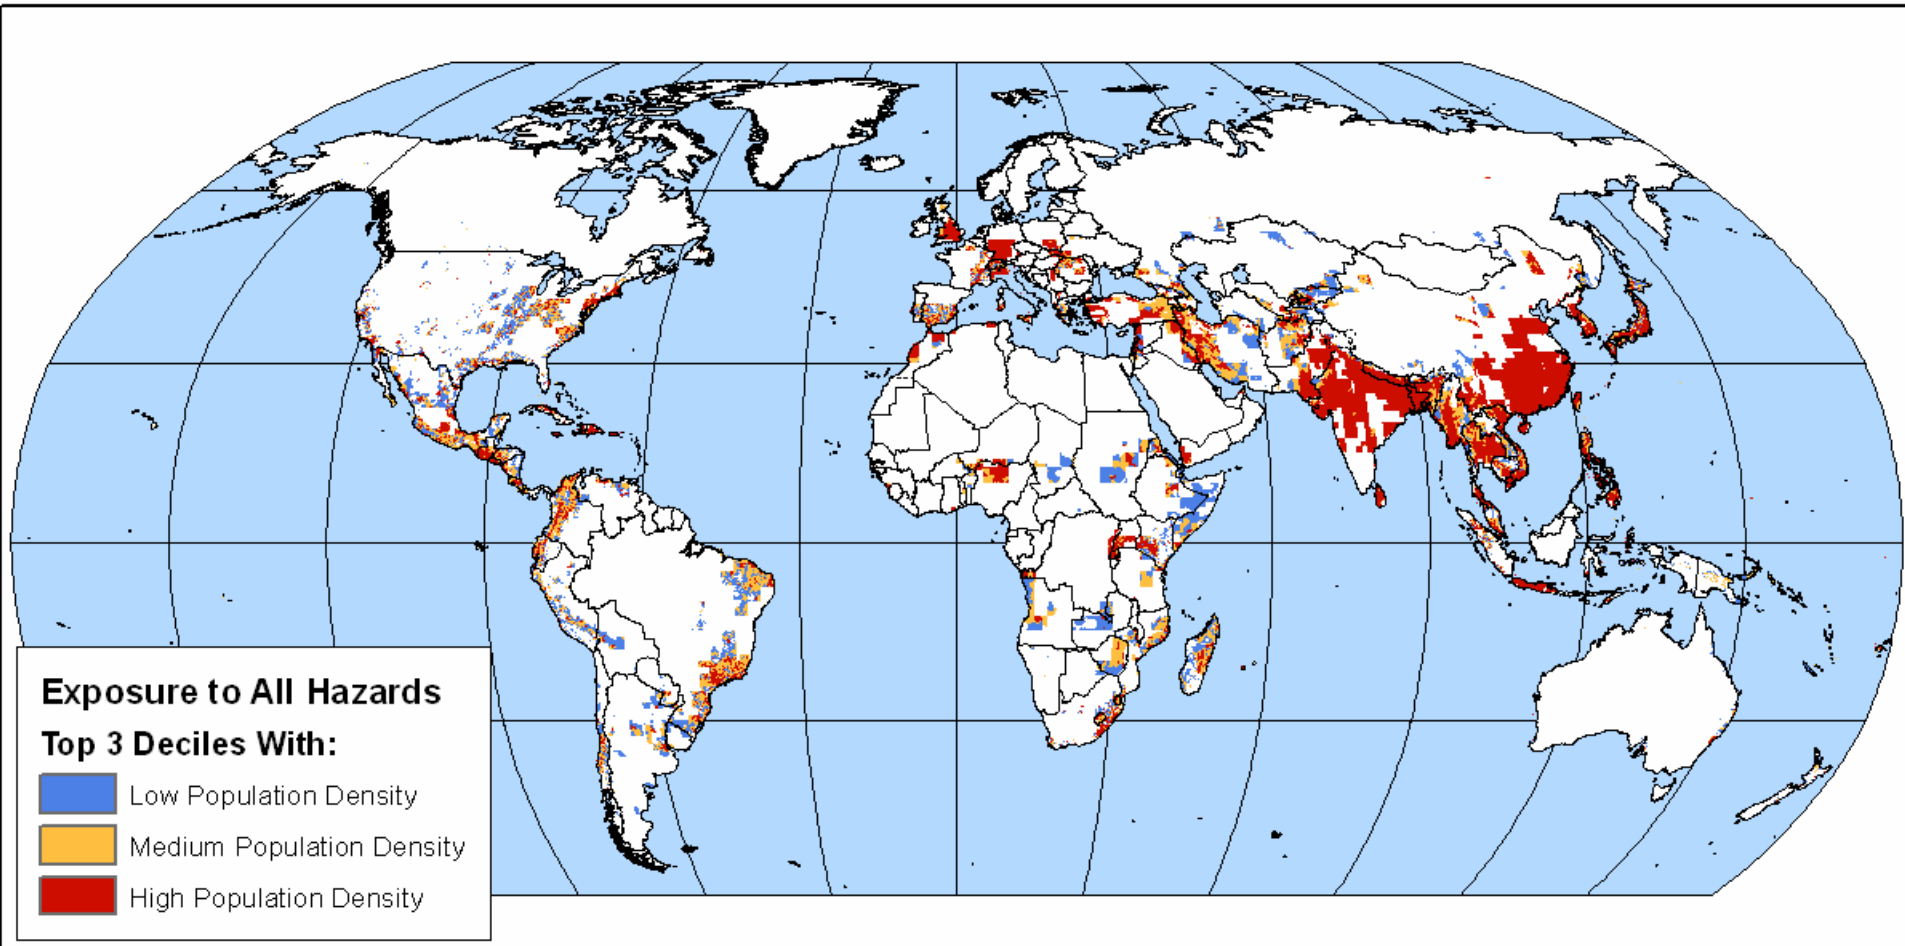 Exposure to All Hazards
Top 3 Deciles With:
Low Population Density
Medium Population Density
High Population Density